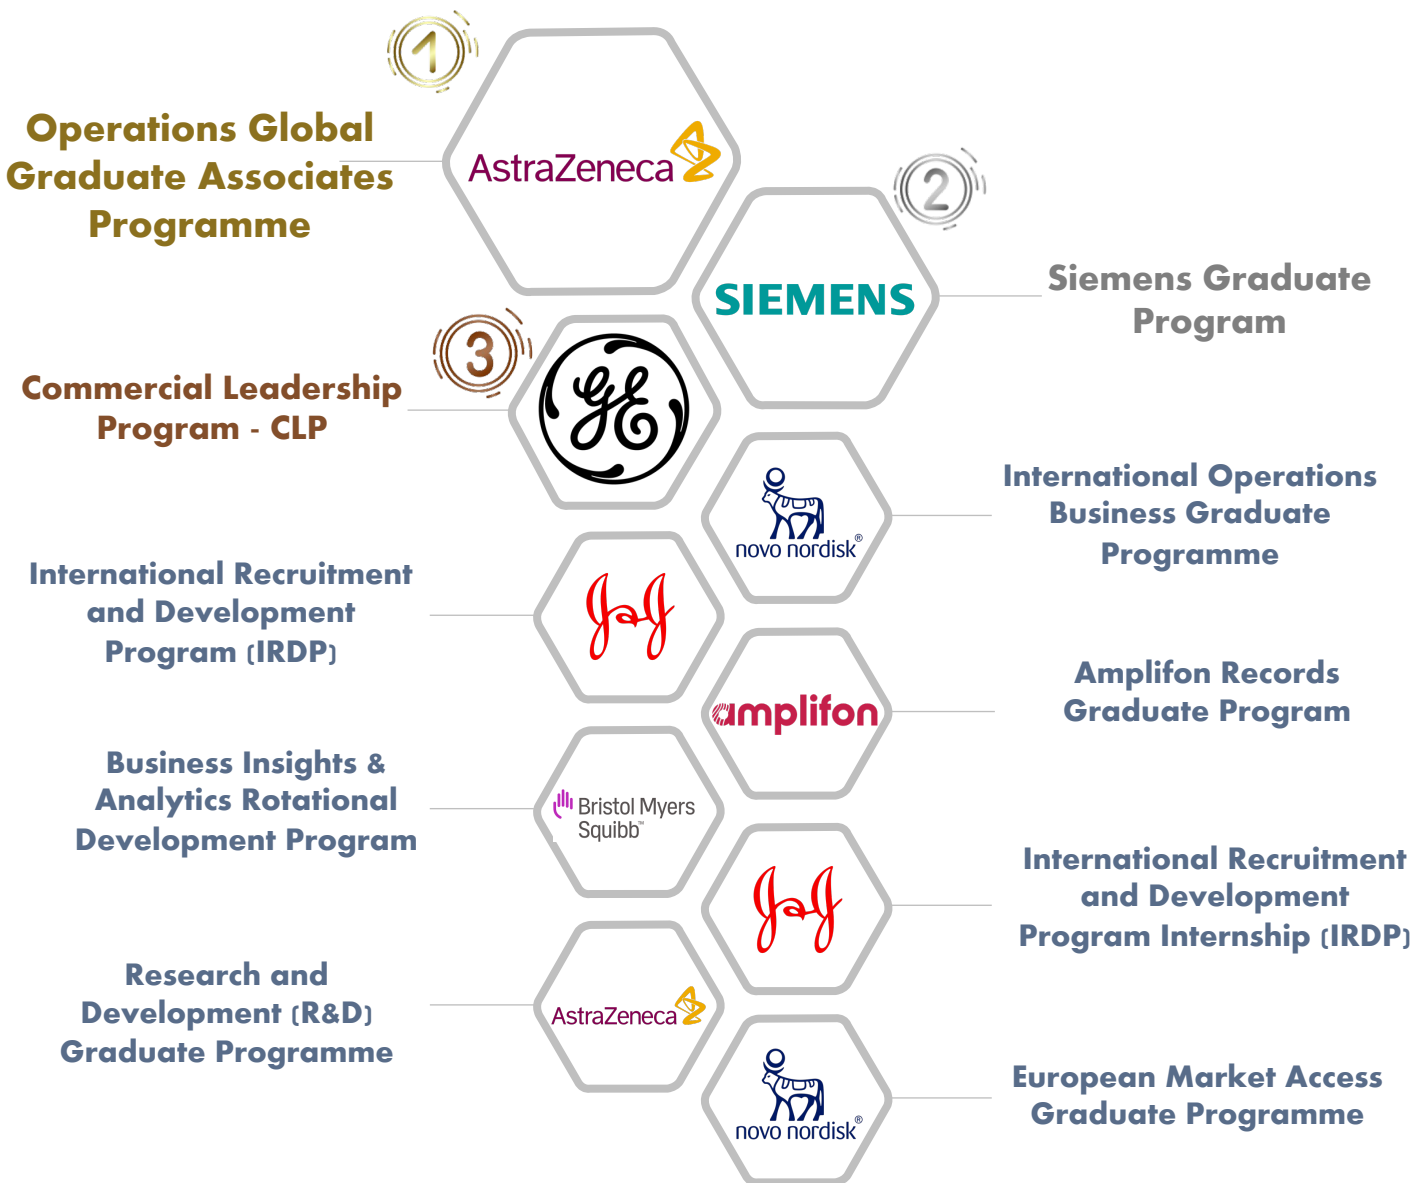 1
Operations Global
Graduate Associates
Programme
AstraZeneca
2
SIEMENS
Siemens Graduate
Program
3
Commercial Leadership
Program - CLP
GE
novo nordisk®
International Operations
Business Graduate
Programme
International Recruitment
and Development
Program (IRDP)
J&J
amplifon
Amplifon Records
Graduate Program
Business Insights &
Analytics Rotational
Development Program
Bristol Myers
Squibb™
J&J
International Recruitment
and Development
Program Internship (IRDP)
Research and
Development (R&D)
Graduate Programme
AstraZeneca
novo nordisk®
European Market Access
Graduate Programme